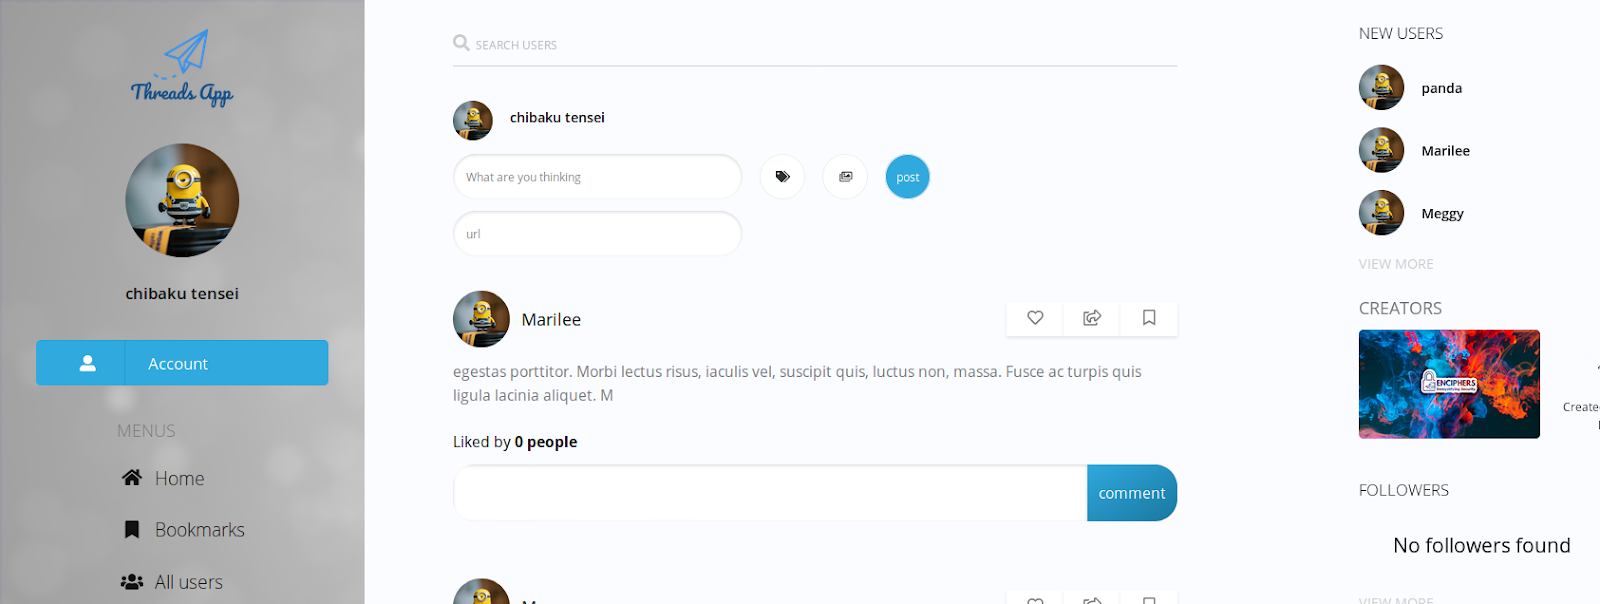 Threads App
chibaku tensei
Account
MENUS
Home
Bookmarks
All users
SEARCH USERS
chibaku tensei
What are you thinking
post
url
Marilee
egestas porttitor. Morbi lectus risus, iaculis vel, suscipit quis, luctus non, massa. Fusce ac turpis quis
ligula lacinia aliquet. M
Liked by 0 people
comment
NEW USERS
panda
Marilee
Meggy
VIEW MORE
CREATORS
ENCIPHERS
Create
FOLLOWERS
No followers found
VIEW MORE